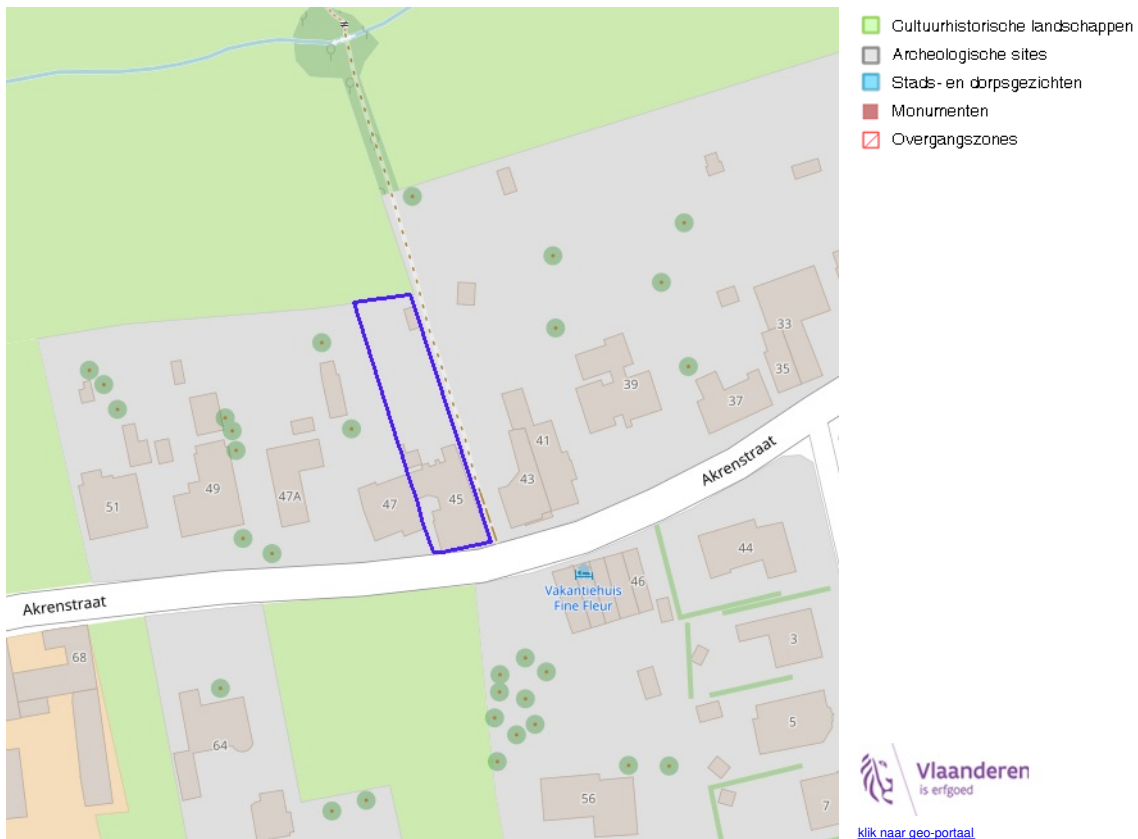 Cultuurhistorische landschappen
Archeologische sites
Stads- en dorpsgezichten
Monumenten
Overgangszones
33
35
39
37
41
43
Akrenstraat
51
49
47A
47
45
44
Vakantiehuis
Fine Fleur
46
Akrenstraat
3
68
64
5
56
7
Vlaanderen
is erfgoed
klik naar geo-portaal